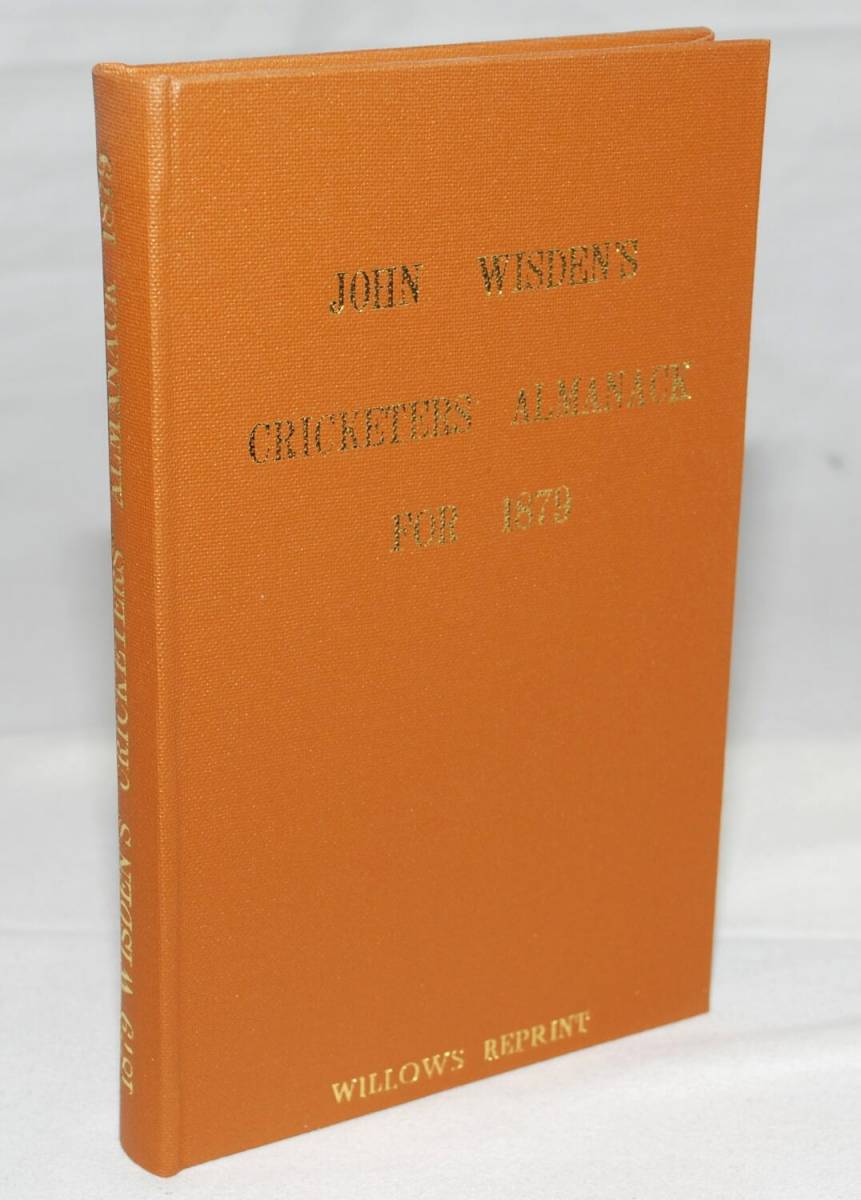 JOHN WISDEN'S
CRICKETERS' ALMANACK
FOR 1879
WILLOWS REPRINT
WISDEN'S CRICKETERS' ALMANACK 1879